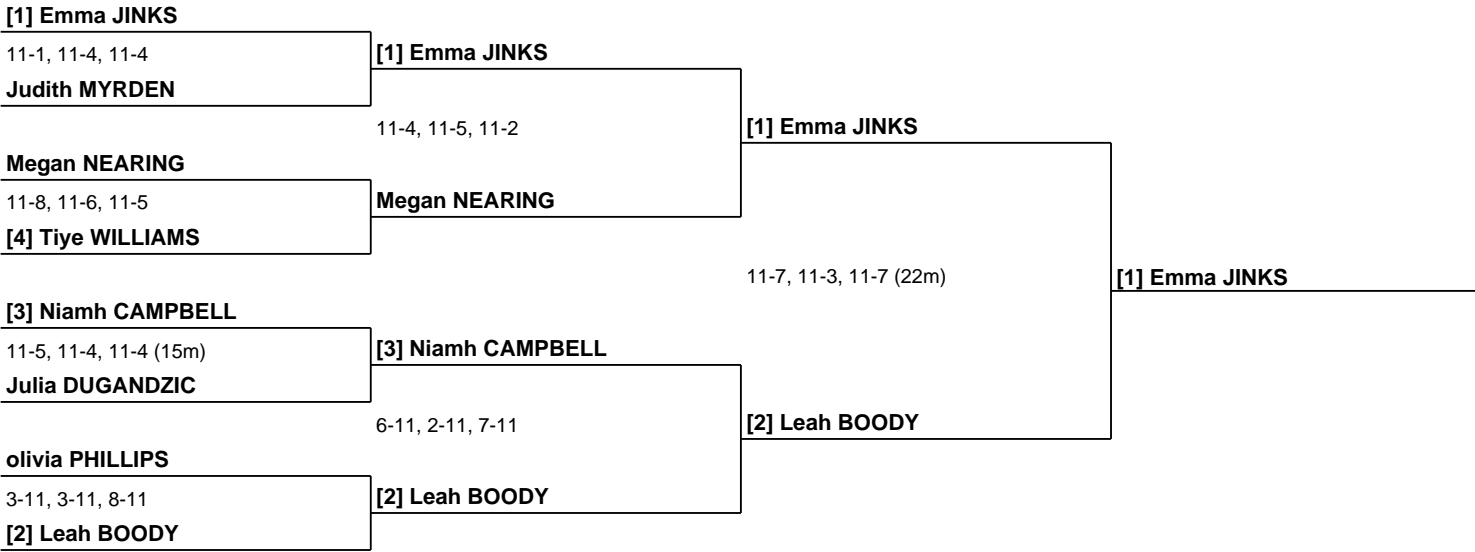 [1] Emma JINKS
11-1, 11-4, 11-4
[1] Emma JINKS
Judith MYRDEN
11-4, 11-5, 11-2
[1] Emma JINKS
Megan NEARING
11-8, 11-6, 11-5
Megan NEARING
[4] Tiye WILLIAMS
11-7, 11-3, 11-7 (22m)
[1] Emma JINKS
[3] Niamh CAMPBELL
11-5, 11-4, 11-4 (15m)
[3] Niamh CAMPBELL
Julia DUGANDZIC
6-11, 2-11, 7-11
[2] Leah BOODY
olivia PHILLIPS
3-11, 3-11, 8-11
[2] Leah BOODY
[2] Leah BOODY